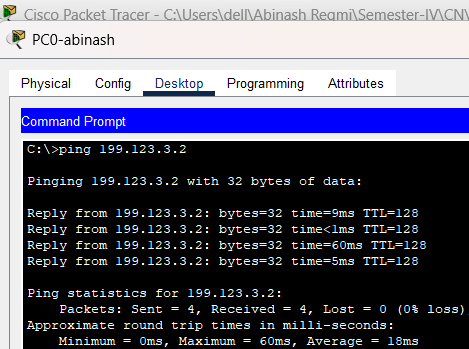 Cisco Packet Tracer - C:\Users\dell\Abinash Regmi\Semester-IV\CN\
PC0-abinash
Physical Config Desktop Programming Attributes
Command Prompt
C:\>ping 199.123.3.2
Pinging 199.123.3.2 with 32 bytes of data:
Reply from 199.123.3.2: bytes=32 time=9ms TTL=128
Reply from 199.123.3.2: bytes=32 time<1ms TTL=128
Reply from 199.123.3.2: bytes=32 time=60ms TTL=128
Reply from 199.123.3.2: bytes=32 time=5ms TTL=128
Ping statistics for 199.123.3.2:
Packets: Sent = 4, Received = 4, Lost = 0 (0% loss)
Approximate round trip times in milli-seconds:
Minimum = 0ms, Maximum = 60ms, Average = 18ms